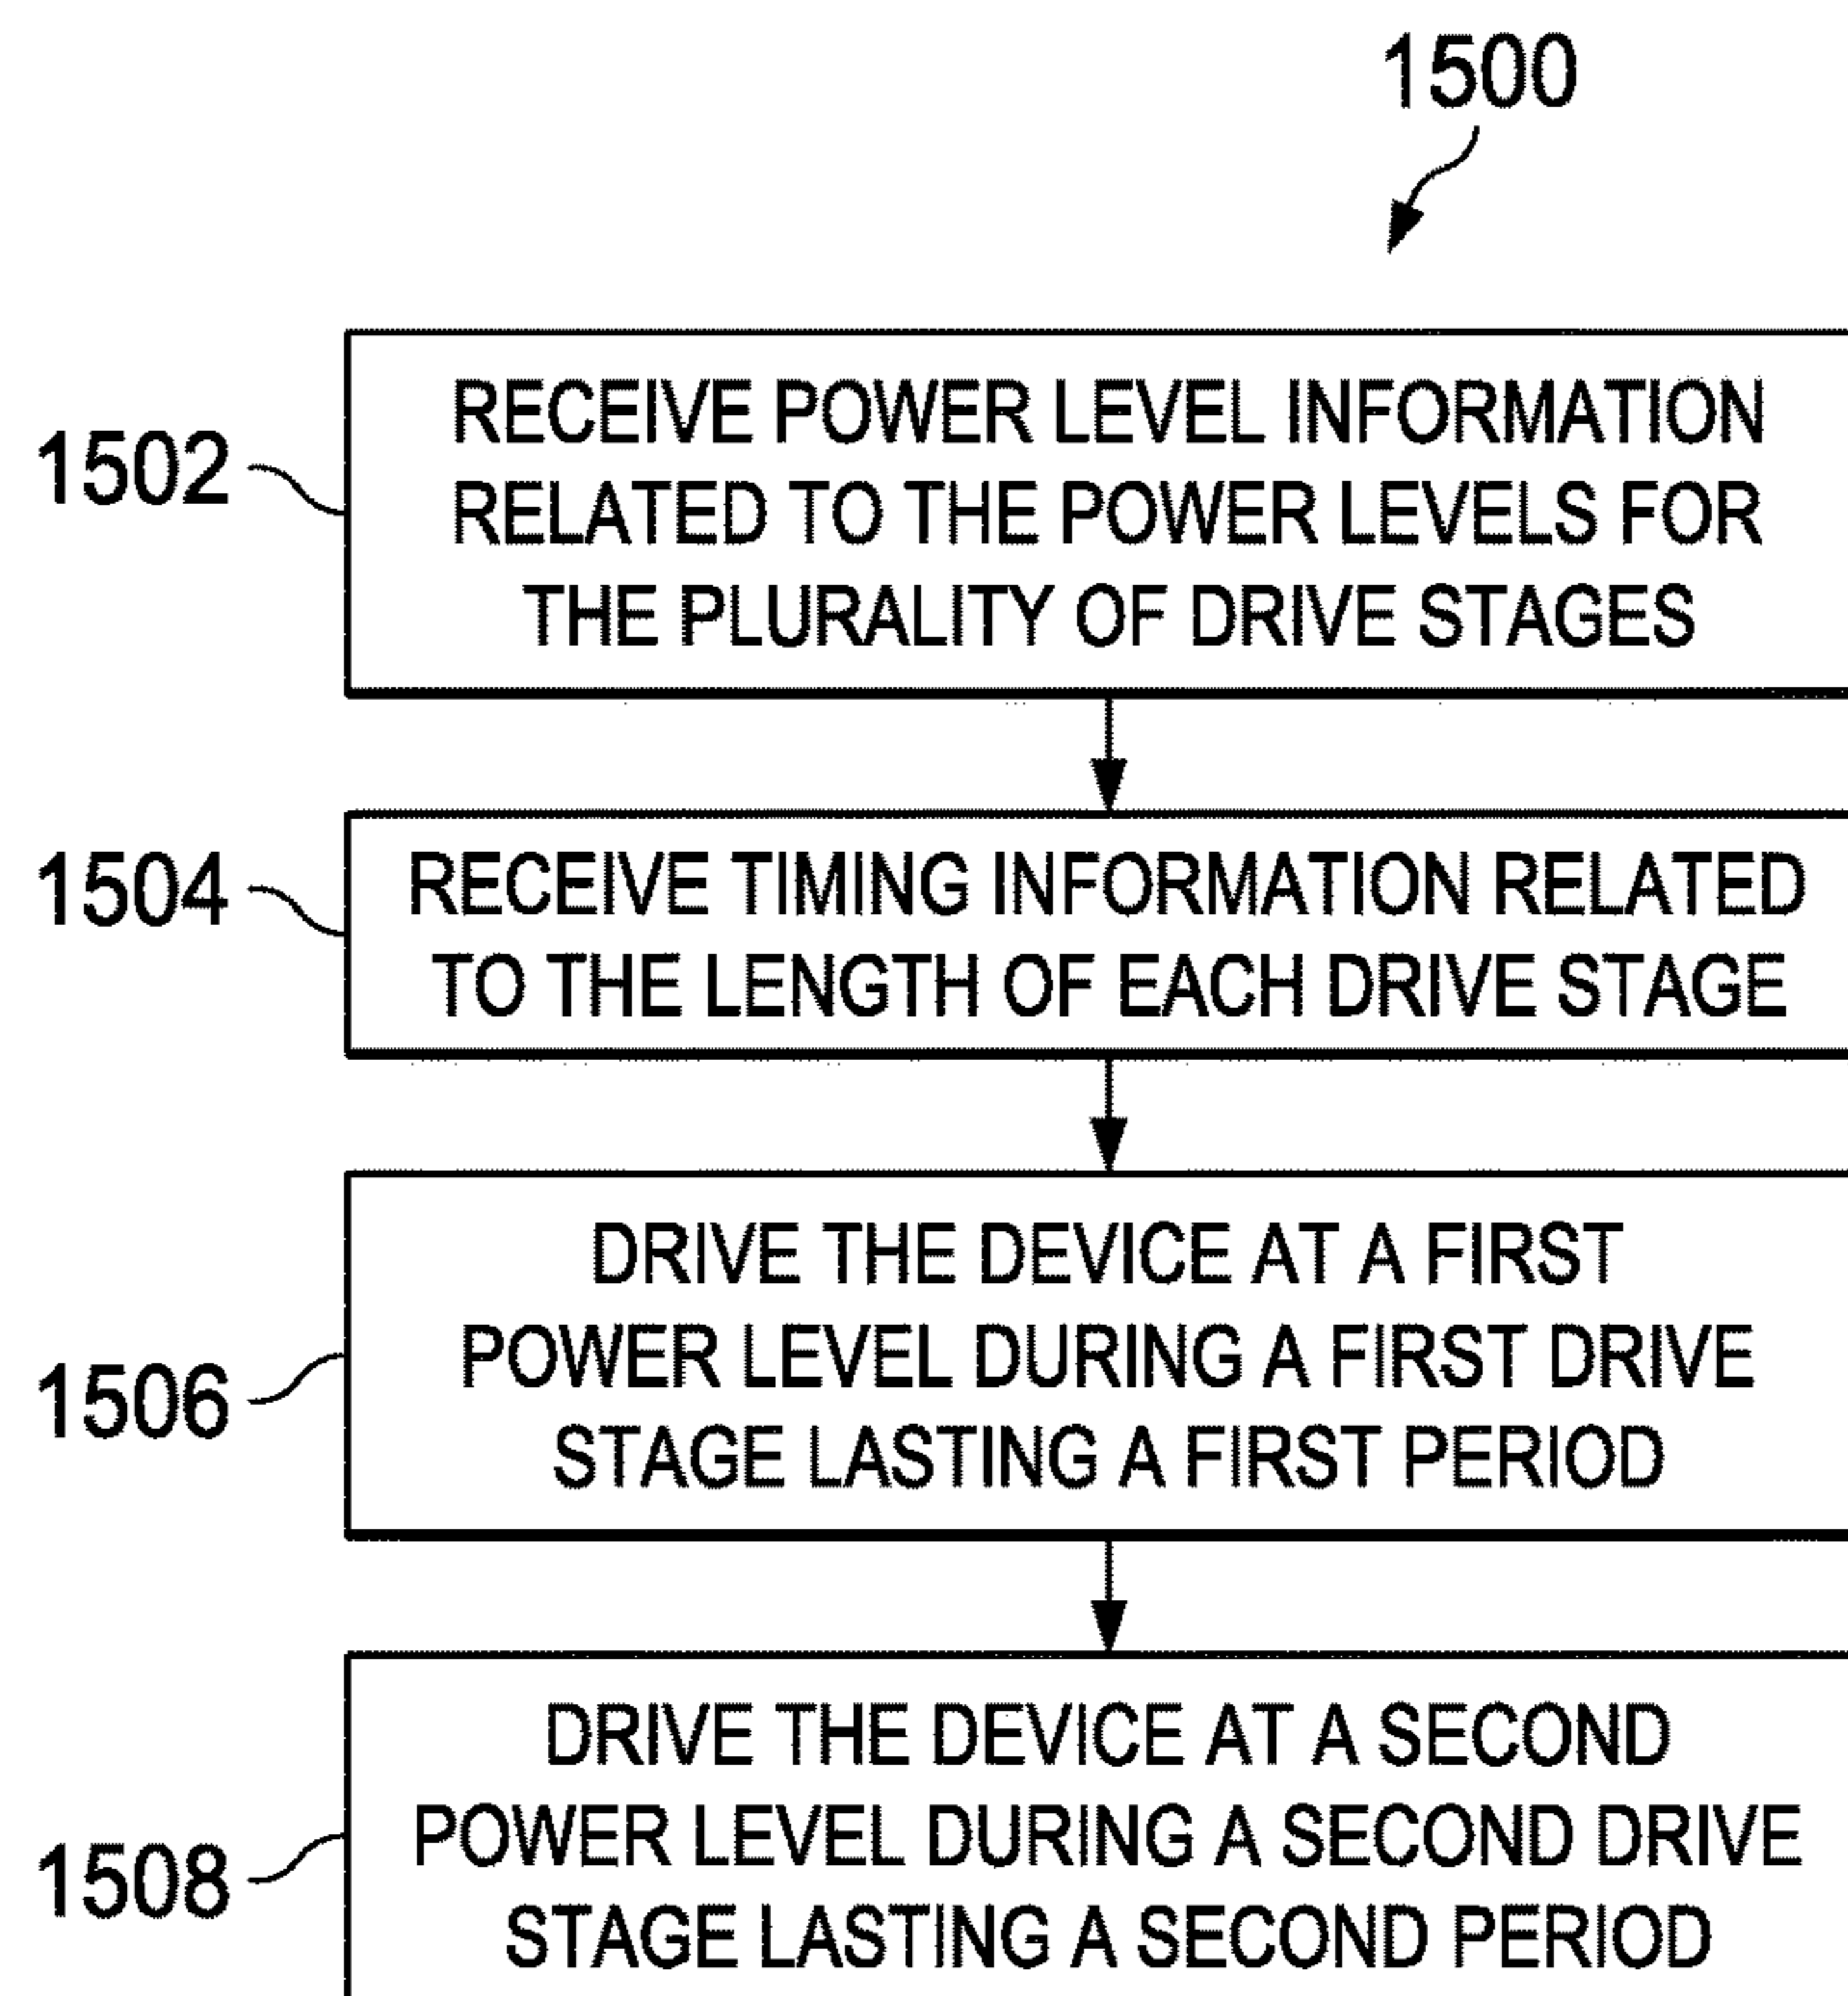 1500
1502
RECEIVE POWER LEVEL INFORMATION
RELATED TO THE POWER LEVELS FOR
THE PLURALITY OF DRIVE STAGES
1504
RECEIVE TIMING INFORMATION RELATED
TO THE LENGTH OF EACH DRIVE STAGE
1506
DRIVE THE DEVICE AT A FIRST
POWER LEVEL DURING A FIRST DRIVE
STAGE LASTING A FIRST PERIOD
1508
DRIVE THE DEVICE AT A SECOND
POWER LEVEL DURING A SECOND DRIVE
STAGE LASTING A SECOND PERIOD